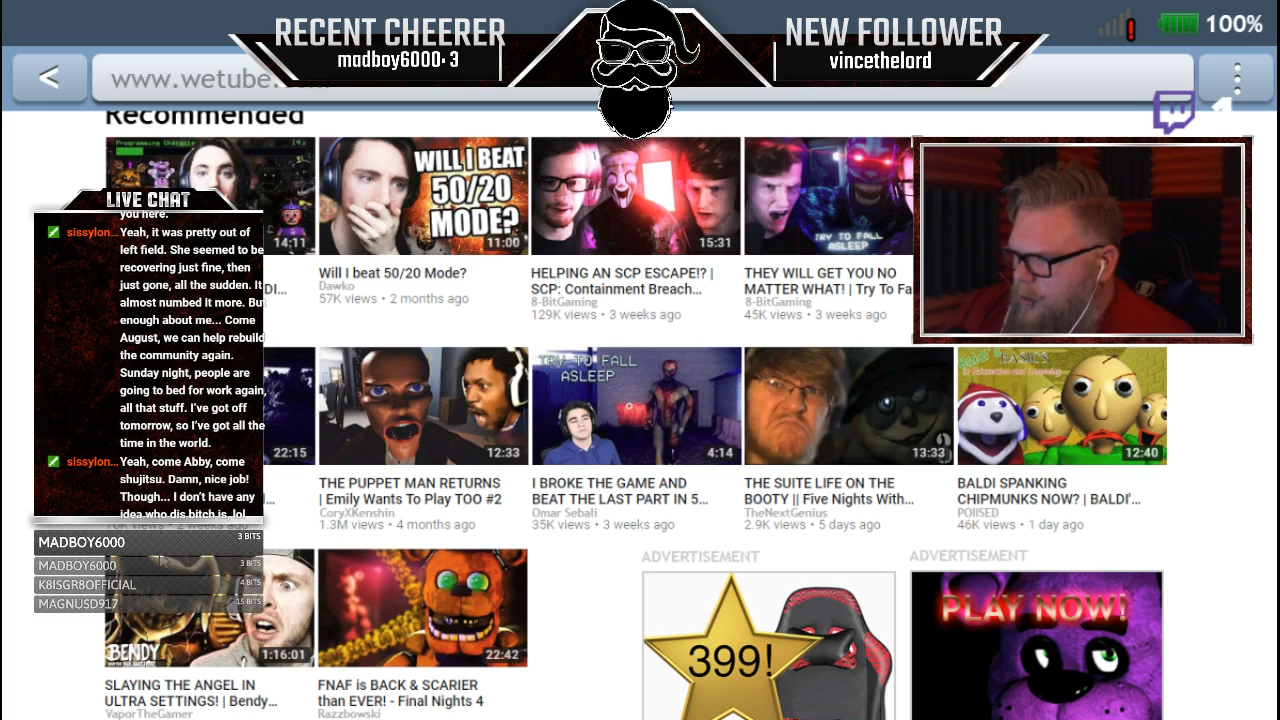 RECENT CHEERER
madboy6000: 3
NEW FOLLOWER
vincethelord
100%
<
www.wetube.
Recommended
14:11
WILL I BEAT
50/20
MODE?
11:00
15:31
TRY TO FALL
ASLEEP
Will I beat 50/20 Mode?
Dawko
57K views • 2 months ago
HELPING AN SCP ESCAPE!? |
SCP: Containment Breach...
8-BitGaming
129K views • 3 weeks ago
THEY WILL GET YOU NO
MATTER WHAT! | Try To Fa
8-BitGaming
45K views • 3 weeks ago
LIVE CHAT
you here.
sissylon... Yeah, it was pretty out of
left field. She seemed to be
recovering just fine, then
just gone, all the sudden. It
almost numbed it more. But
enough about me... Come
August, we can help rebuild
the community again.
Sunday night, people are
going to bed for work again,
all that stuff. I've got off
tomorrow, so I've got all the
time in the world.
sissylon... Yeah, come Abby, come
shujitsu. Damn, nice job!
Though... I don't have any
idea who dis bitch is, lol
MADBOY6000 3 BITS
MADBOY6000 3 BITS
K8ISGR8OFFICIAL 4 BITS
MAGNUSD917 15 BITS
22:15
12:33
TRY TO FALL
ASLEEP
4:14
13:33
BASICS
12:40
THE PUPPET MAN RETURNS
| Emily Wants To Play TOO #2
CoryXKenshin
1.3M views • 4 months ago
I BROKE THE GAME AND
BEAT THE LAST PART IN 5...
Omar Sebali
35K views • 3 weeks ago
THE SUITE LIFE ON THE
BOOTY || Five Nights With...
TheNextGenius
2.9K views • 5 days ago
BALDI SPANKING
CHIPMUNKS NOW? | BALDI'...
POIISED
46K views • 1 day ago
BENDY
1:16:01
22:42
SLAYING THE ANGEL IN
ULTRA SETTINGS! | Bendy...
VaporTheGamer
FNAF iS BACK & SCARIER
than EVER! - Final Nights 4
Razzbowski
ADVERTISEMENT
399!
ADVERTISEMENT
PLAY NOW!